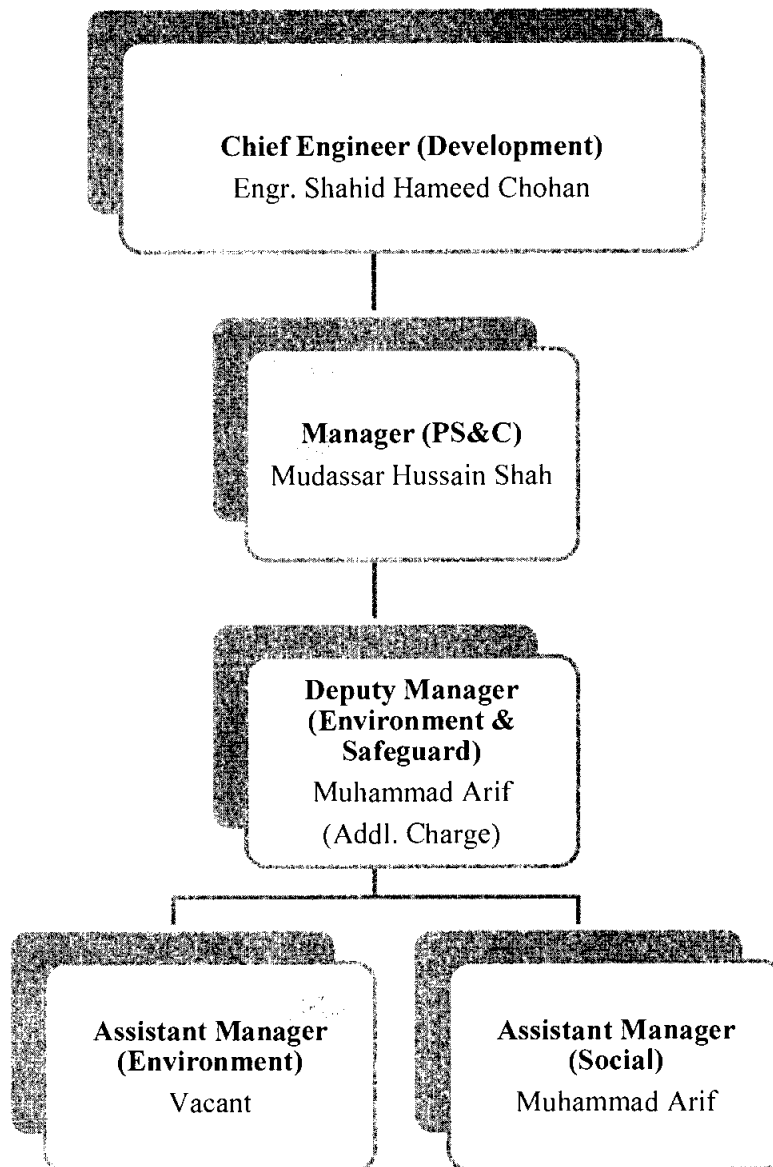 Chief Engineer (Development)
Engr. Shahid Hameed Chohan
Manager (PS&C)
Mudassar Hussain Shah
Deputy Manager
(Environment &
Safeguard)
Muhammad Arif
(Addl. Charge)
Assistant Manager
(Environment)
Vacant
Assistant Manager
(Social)
Muhammad Arif